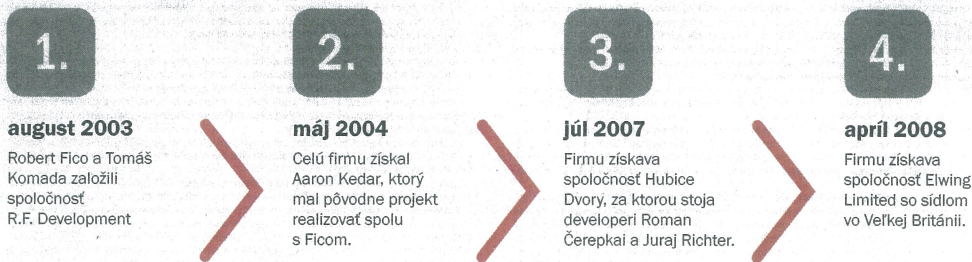 1.
august 2003
Robert Fico a Tomáš
Komada založili
spoločnosť
R.F. Development
2.
máj 2004
Celú firmu získal
Aaron Kedar, ktorý
mal pôvodne projekt
realizovať spolu
s Ficom.
3.
júl 2007
Firmu získava
spoločnosť Hubice
Dvory, za ktorou stoja
developeri Roman
Čerepkai a Juraj Richter.
4.
apríl 2008
Firmu získava
spoločnosť Elwing
Limited so sídlom
vo Veľkej Británii.